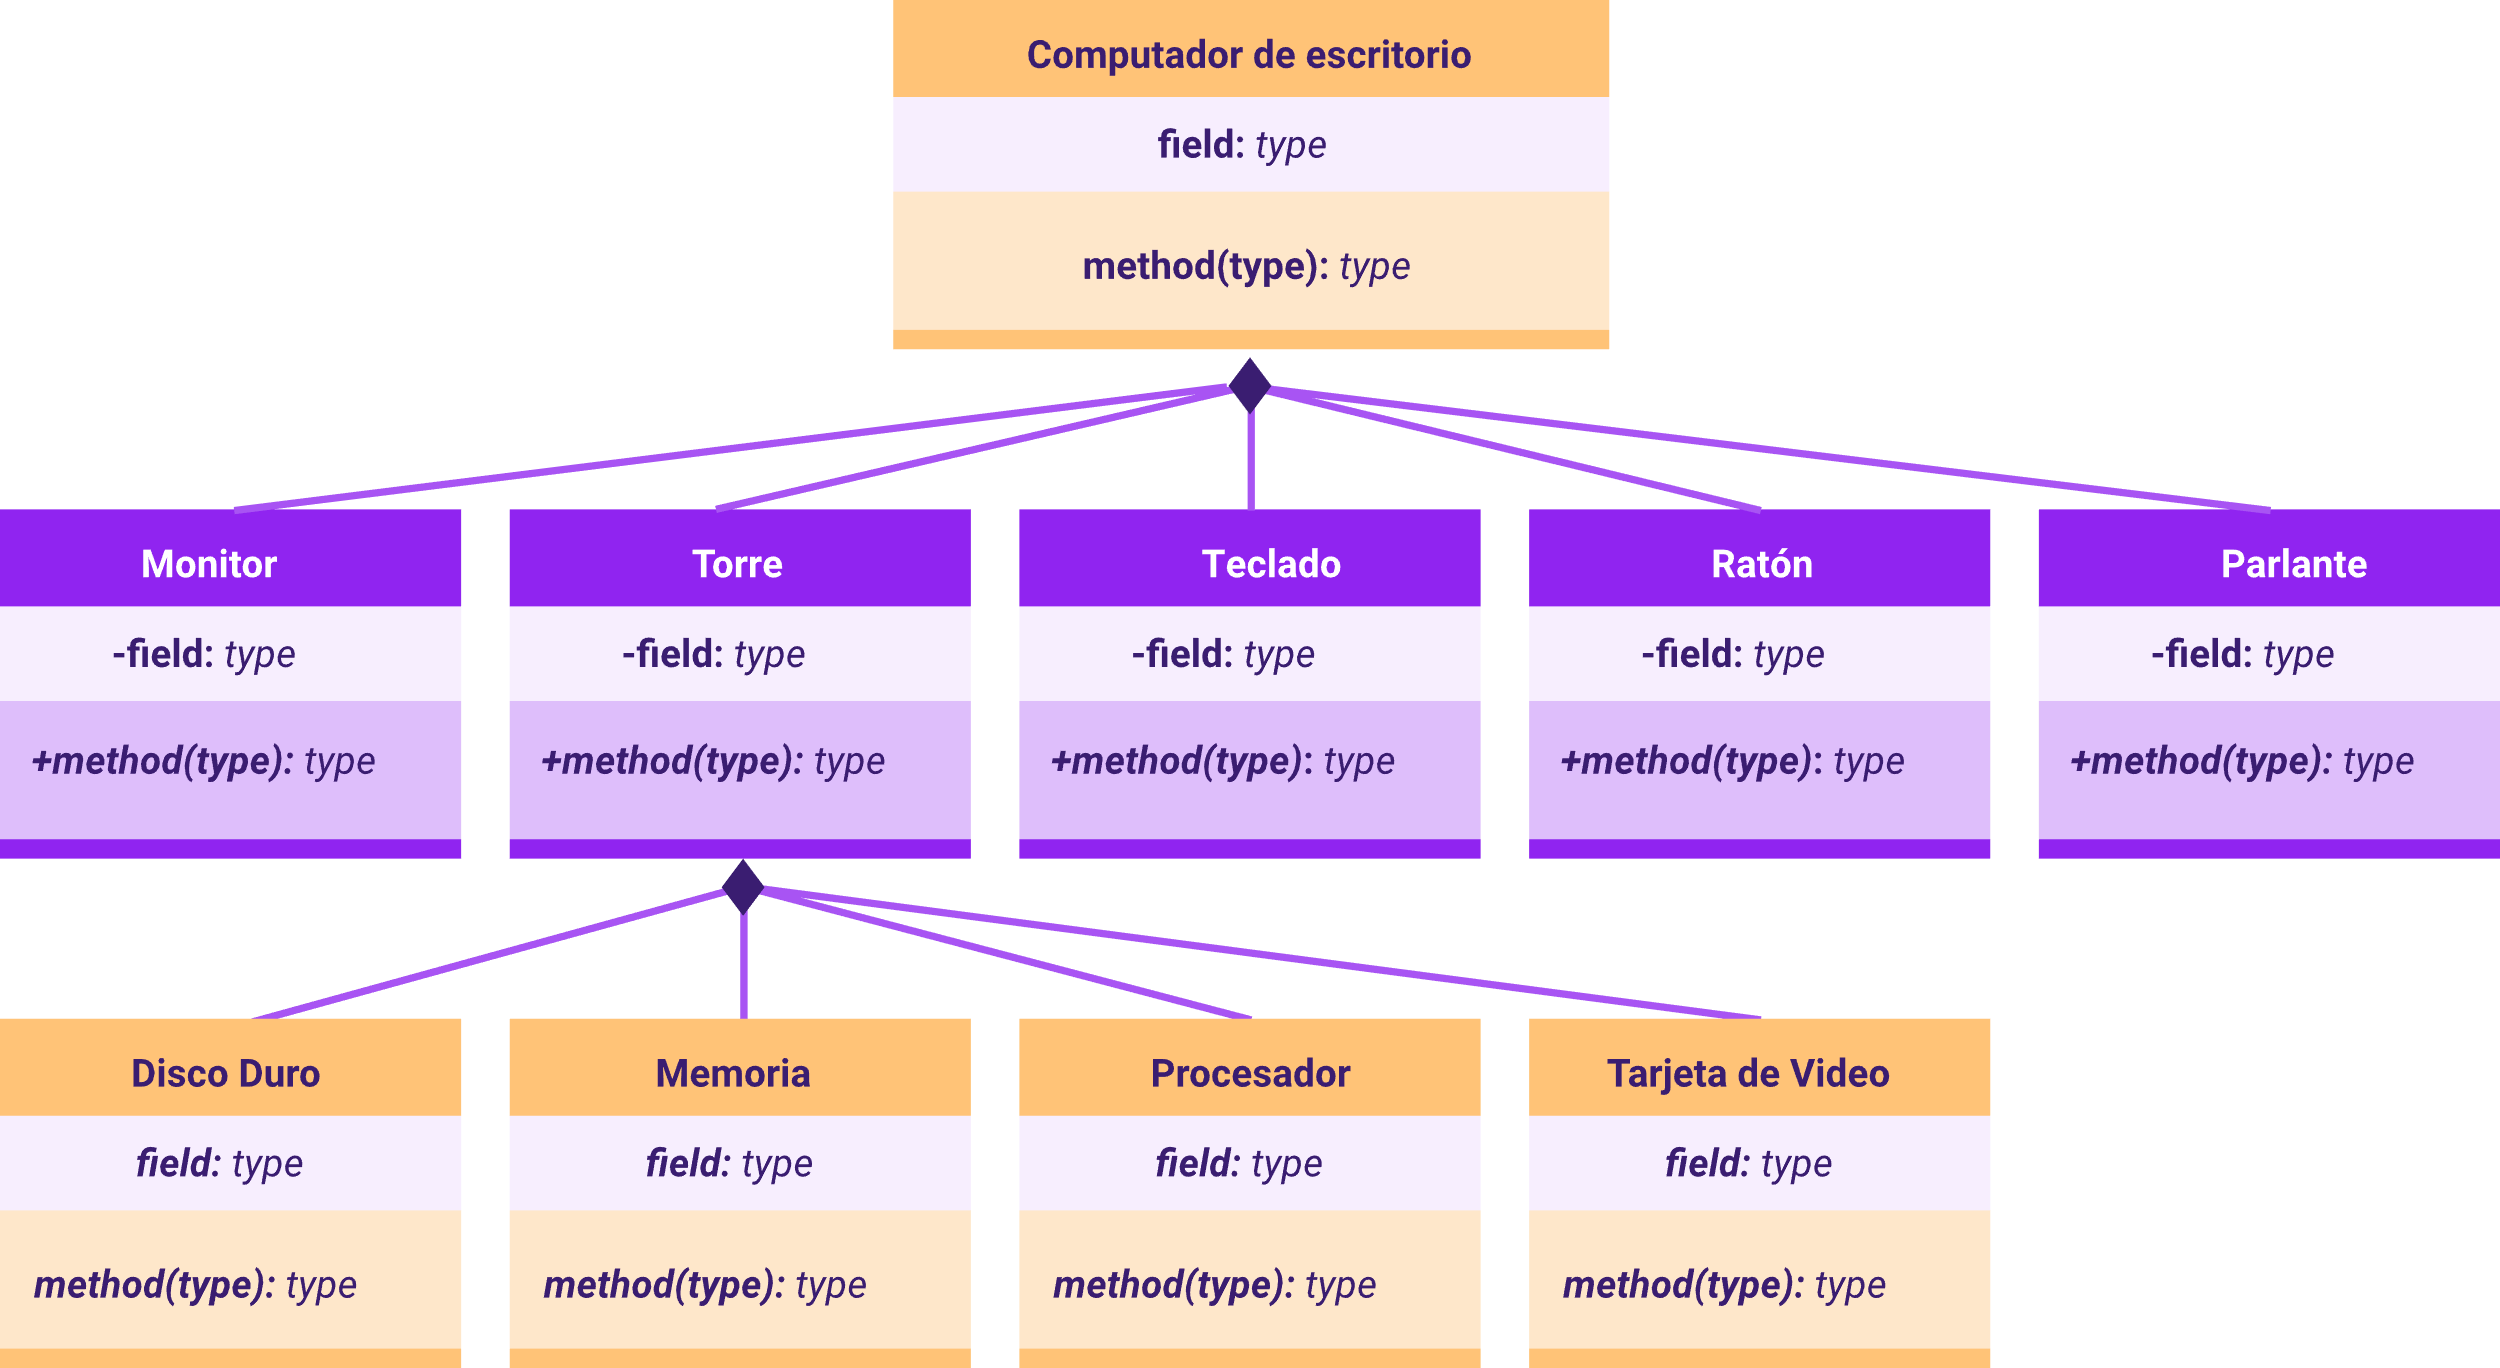 Computador de escritorio
field: type
method(type): type
Monitor
-field: type
+method(type): type
Torre
-field: type
+method(type): type
Teclado
-field: type
+method(type): type
Ratón
-field: type
+method(type): type
Parlante
-field: type
+method(type): type
Disco Duro
field: type
method(type): type
Memoria
field: type
method(type): type
Procesador
field: type
method(type): type
Tarjeta de Video
field: type
method(type): type